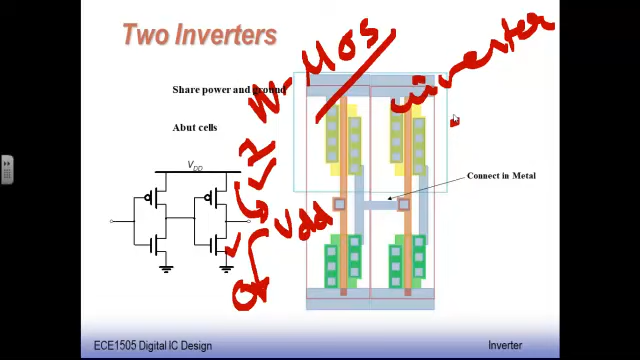 Two Inverters
inverter
N-MOS
Share power and ground
Abut cells
VDD
Connect in Metal
Vdd
ECE1505 Digital IC Design
Inverter